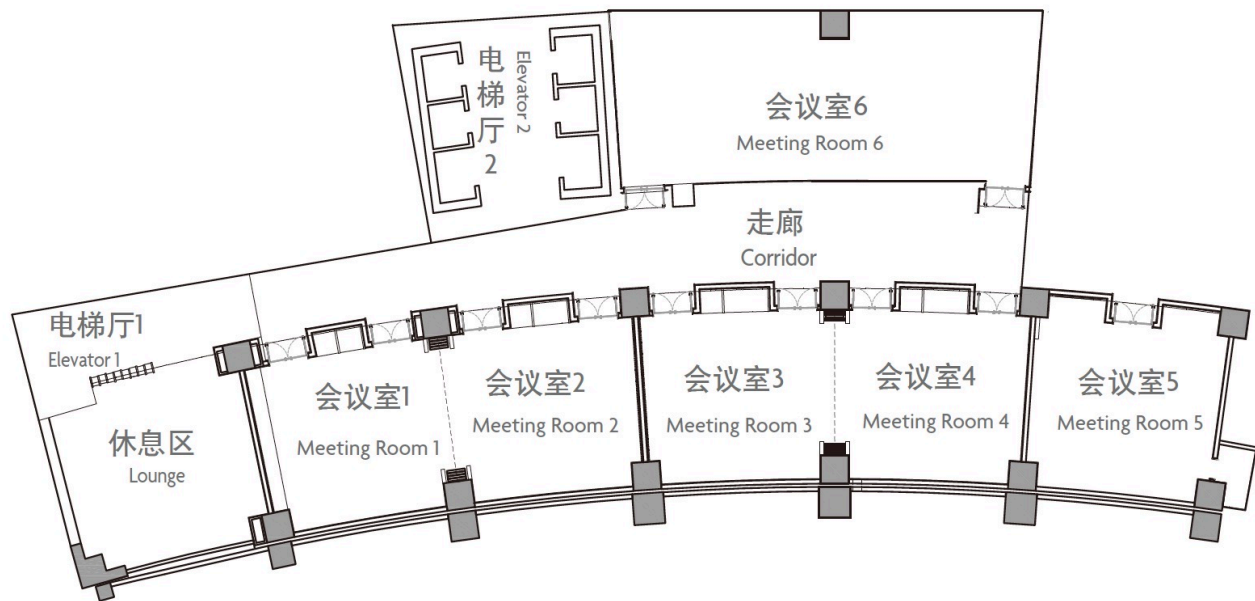 电梯厅2
Elevator 2
会议室6
Meeting Room 6
走廊
Corridor
电梯厅1
Elevator 1
休息区
Lounge
会议室1
Meeting Room 1
会议室2
Meeting Room 2
会议室3
Meeting Room 3
会议室4
Meeting Room 4
会议室5
Meeting Room 5